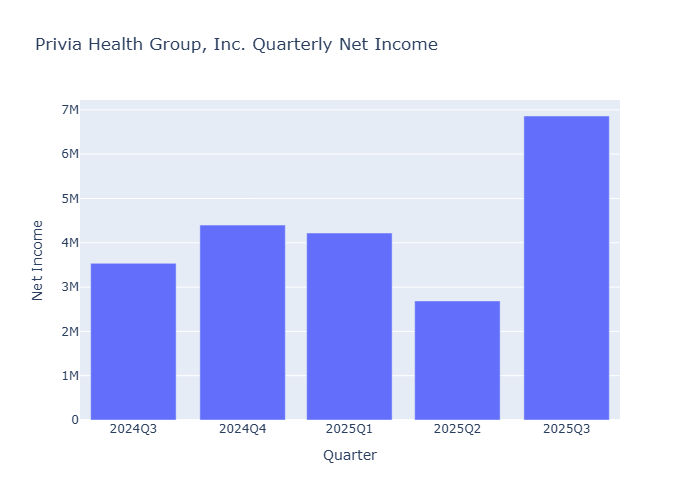 Privia Health Group, Inc. Quarterly Net Income
7M
6M
5M
4M
3M
2M
1M
0
Net Income
2024Q3
2024Q4
2025Q1
2025Q2
2025Q3
Quarter